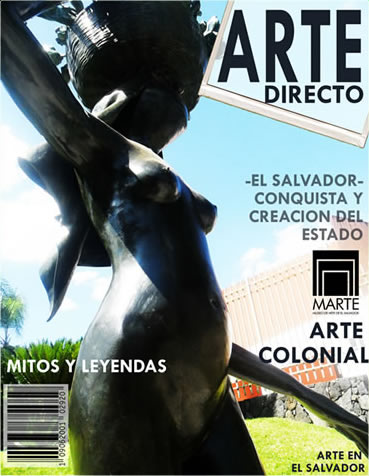 ARTE
DIRECTO
-EL SALVADOR-
CONQUISTA Y
CREACION DEL
ESTADO
MARTE
ARTE
COLONIAL
MITOS Y LEYENDAS
ARTE EN
EL SALVADOR